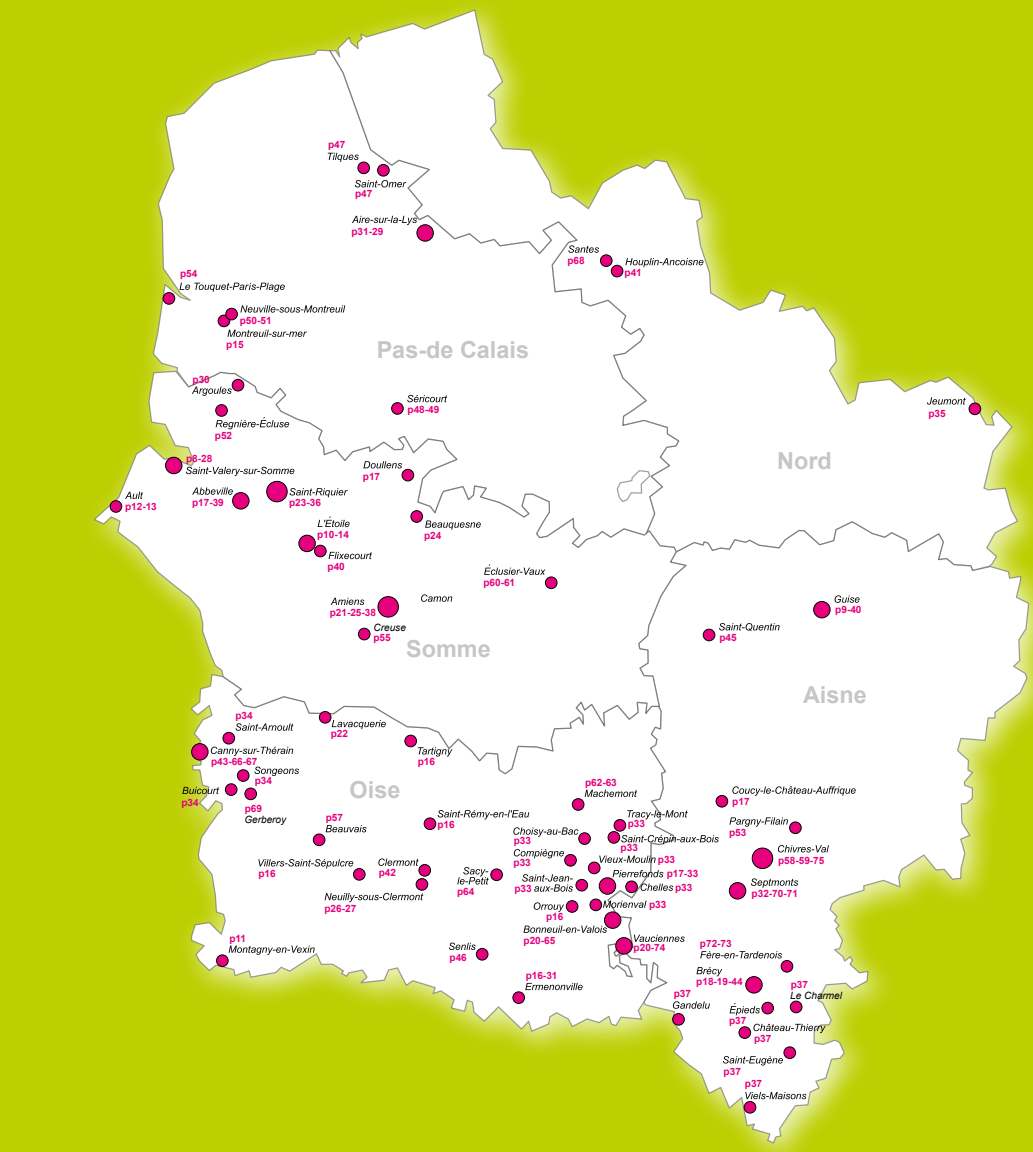 p47
Tilques
Saint-Omer
p47
Aire-sur-la-Lys
p31-29
Santes
p68
Houplin-Ancoisne
p41
p54
Le Touquet-Paris-Plage
Neuville-sous-Montreuil
p50-51
Montreuil-sur-mer
p15
Pas-de Calais
p30
Argoules
Regnière-Écluse
p52
Séricourt
p48-49
Jeumont
p35
Nord
p8-28
Saint-Valery-sur-Somme
Doullens
p17
Ault
p12-13
Abbeville
p17-39
Saint-Riquier
p23-36
Beauquesne
p24
L'Étoile
p10-14
Flixecourt
p40
Éclusier-Vaux
p60-61
Amiens
p21-25-38
Camon
Creuse
p55
Somme
Guise
p9-40
Saint-Quentin
p45
Aisne
p34
Saint-Arnoult
Lavacquerie
p22
Canny-sur-Thérain
p43-66-67
Tartigny
p16
Songeons
p34
Buicourt
p34
p69
Gerberoy
Oise
p57
Beauvais
Saint-Rémy-en-l'Eau
p16
p62-63
Machemont
Tracy-le-Mont
p33
Choisy-au-Bac
p33
Saint-Crépin-aux-Bois
p33
Coucy-le-Château-Auffrique
p17
Pargny-Filain
p53
Villers-Saint-Sépulcre
p16
Clermont
p42
Neuilly-sous-Clermont
p26-27
Sacy-
le-Petit
p64
Compiègne
p33
Vieux-Moulin p33
Saint-Jean-
p33 aux-Bois
Pierrefonds p17-33
Chelles p33
Chivres-Val
p58-59-75
Septmonts
p32-70-71
Orrouy
p16
Morienval p33
Bonneuil-en-Valois
p20-65
Vauciennes
p20-74
p11
Montagny-en-Vexin
Senlis
p46
p16-31
Ermenonville
p72-73
Fère-en-Tardenois
Brécy
p18-19-44
p37
Le Charmel
p37
Gandelu
Épieds
p37
Château-Thierry
p37
Saint-Eugène
p37
p37
Viels-Maisons